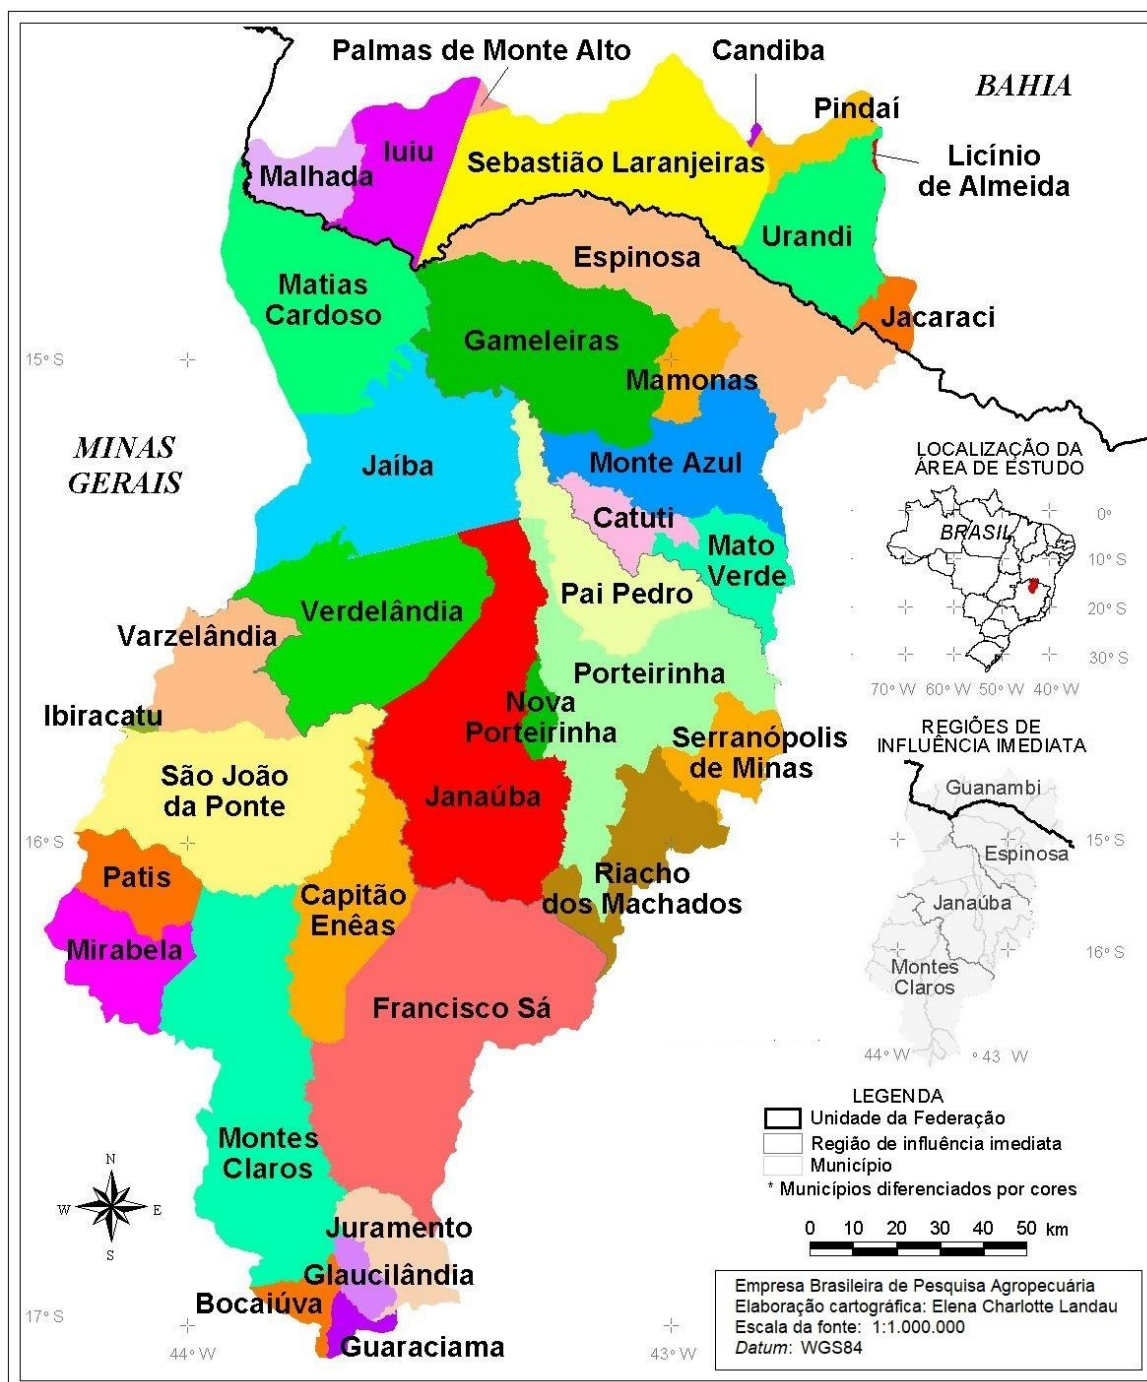 Palmas de Monte Alto
Candiba
BAHIA
Pindaí
Iuiu
Malhada
Sebastião Laranjeiras
Licínio
de Almeida
Urandi
Espinosa
Matias
Cardoso
Jacaraci
Gameleiras
15° S
Mamonas
MINAS
GERAIS
Jaíba
Monte Azul
Catuti
Mato
Verde
Pai Pedro
Verdelândia
Varzelândia
Porteirinha
Ibiracatu
Nova
Porteirinha
Serranópolis
de Minas
São João
da Ponte
Janaúba
16° S
Patis
Capitão
Enêas
Riacho
dos Machados
Mirabela
Francisco Sá
Montes
Claros
Juramento
Glaucilândia
Bocaiúva
Guaraciama
17° S
44° W
43° W
N
W
E
S
LOCALIZAÇÃO DA
ÁREA DE ESTUDO
BRASIL
0°
10° S
20° S
30° S
70° W 60° W 50° W 40° W
REGIÕES DE
INFLUÊNCIA IMEDIATA
Guanambi
15° S
Espinosa
Janaúba
16° S
Montes
Claros
44° W
° 43 W
LEGENDA
Unidade da Federação
Região de influência imediata
Município
* Municípios diferenciados por cores
0 10 20 30 40 50 km
Empresa Brasileira de Pesquisa Agropecuária
Elaboração cartográfica: Elena Charlotte Landau
Escala da fonte: 1:1.000.000
Datum: WGS84